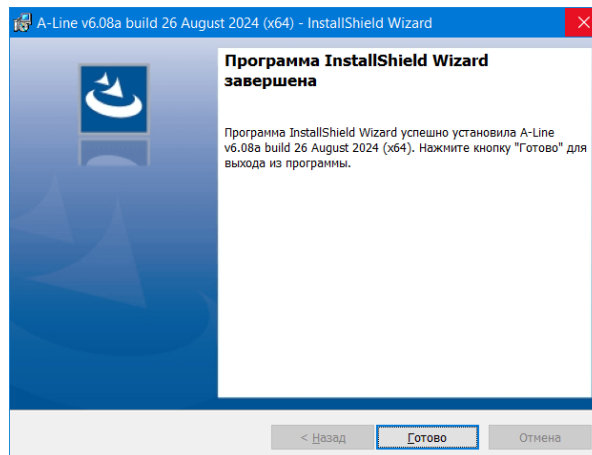 A-Line v6.08a build 26 August 2024 (x64) - InstallShield Wizard
Программа InstallShield Wizard
завершена
Программа InstallShield Wizard успешно установила A-Line
v6.08a build 26 August 2024 (x64). Нажмите кнопку "Готово" для
выхода из программы.
< Назад
Готово
Отмена